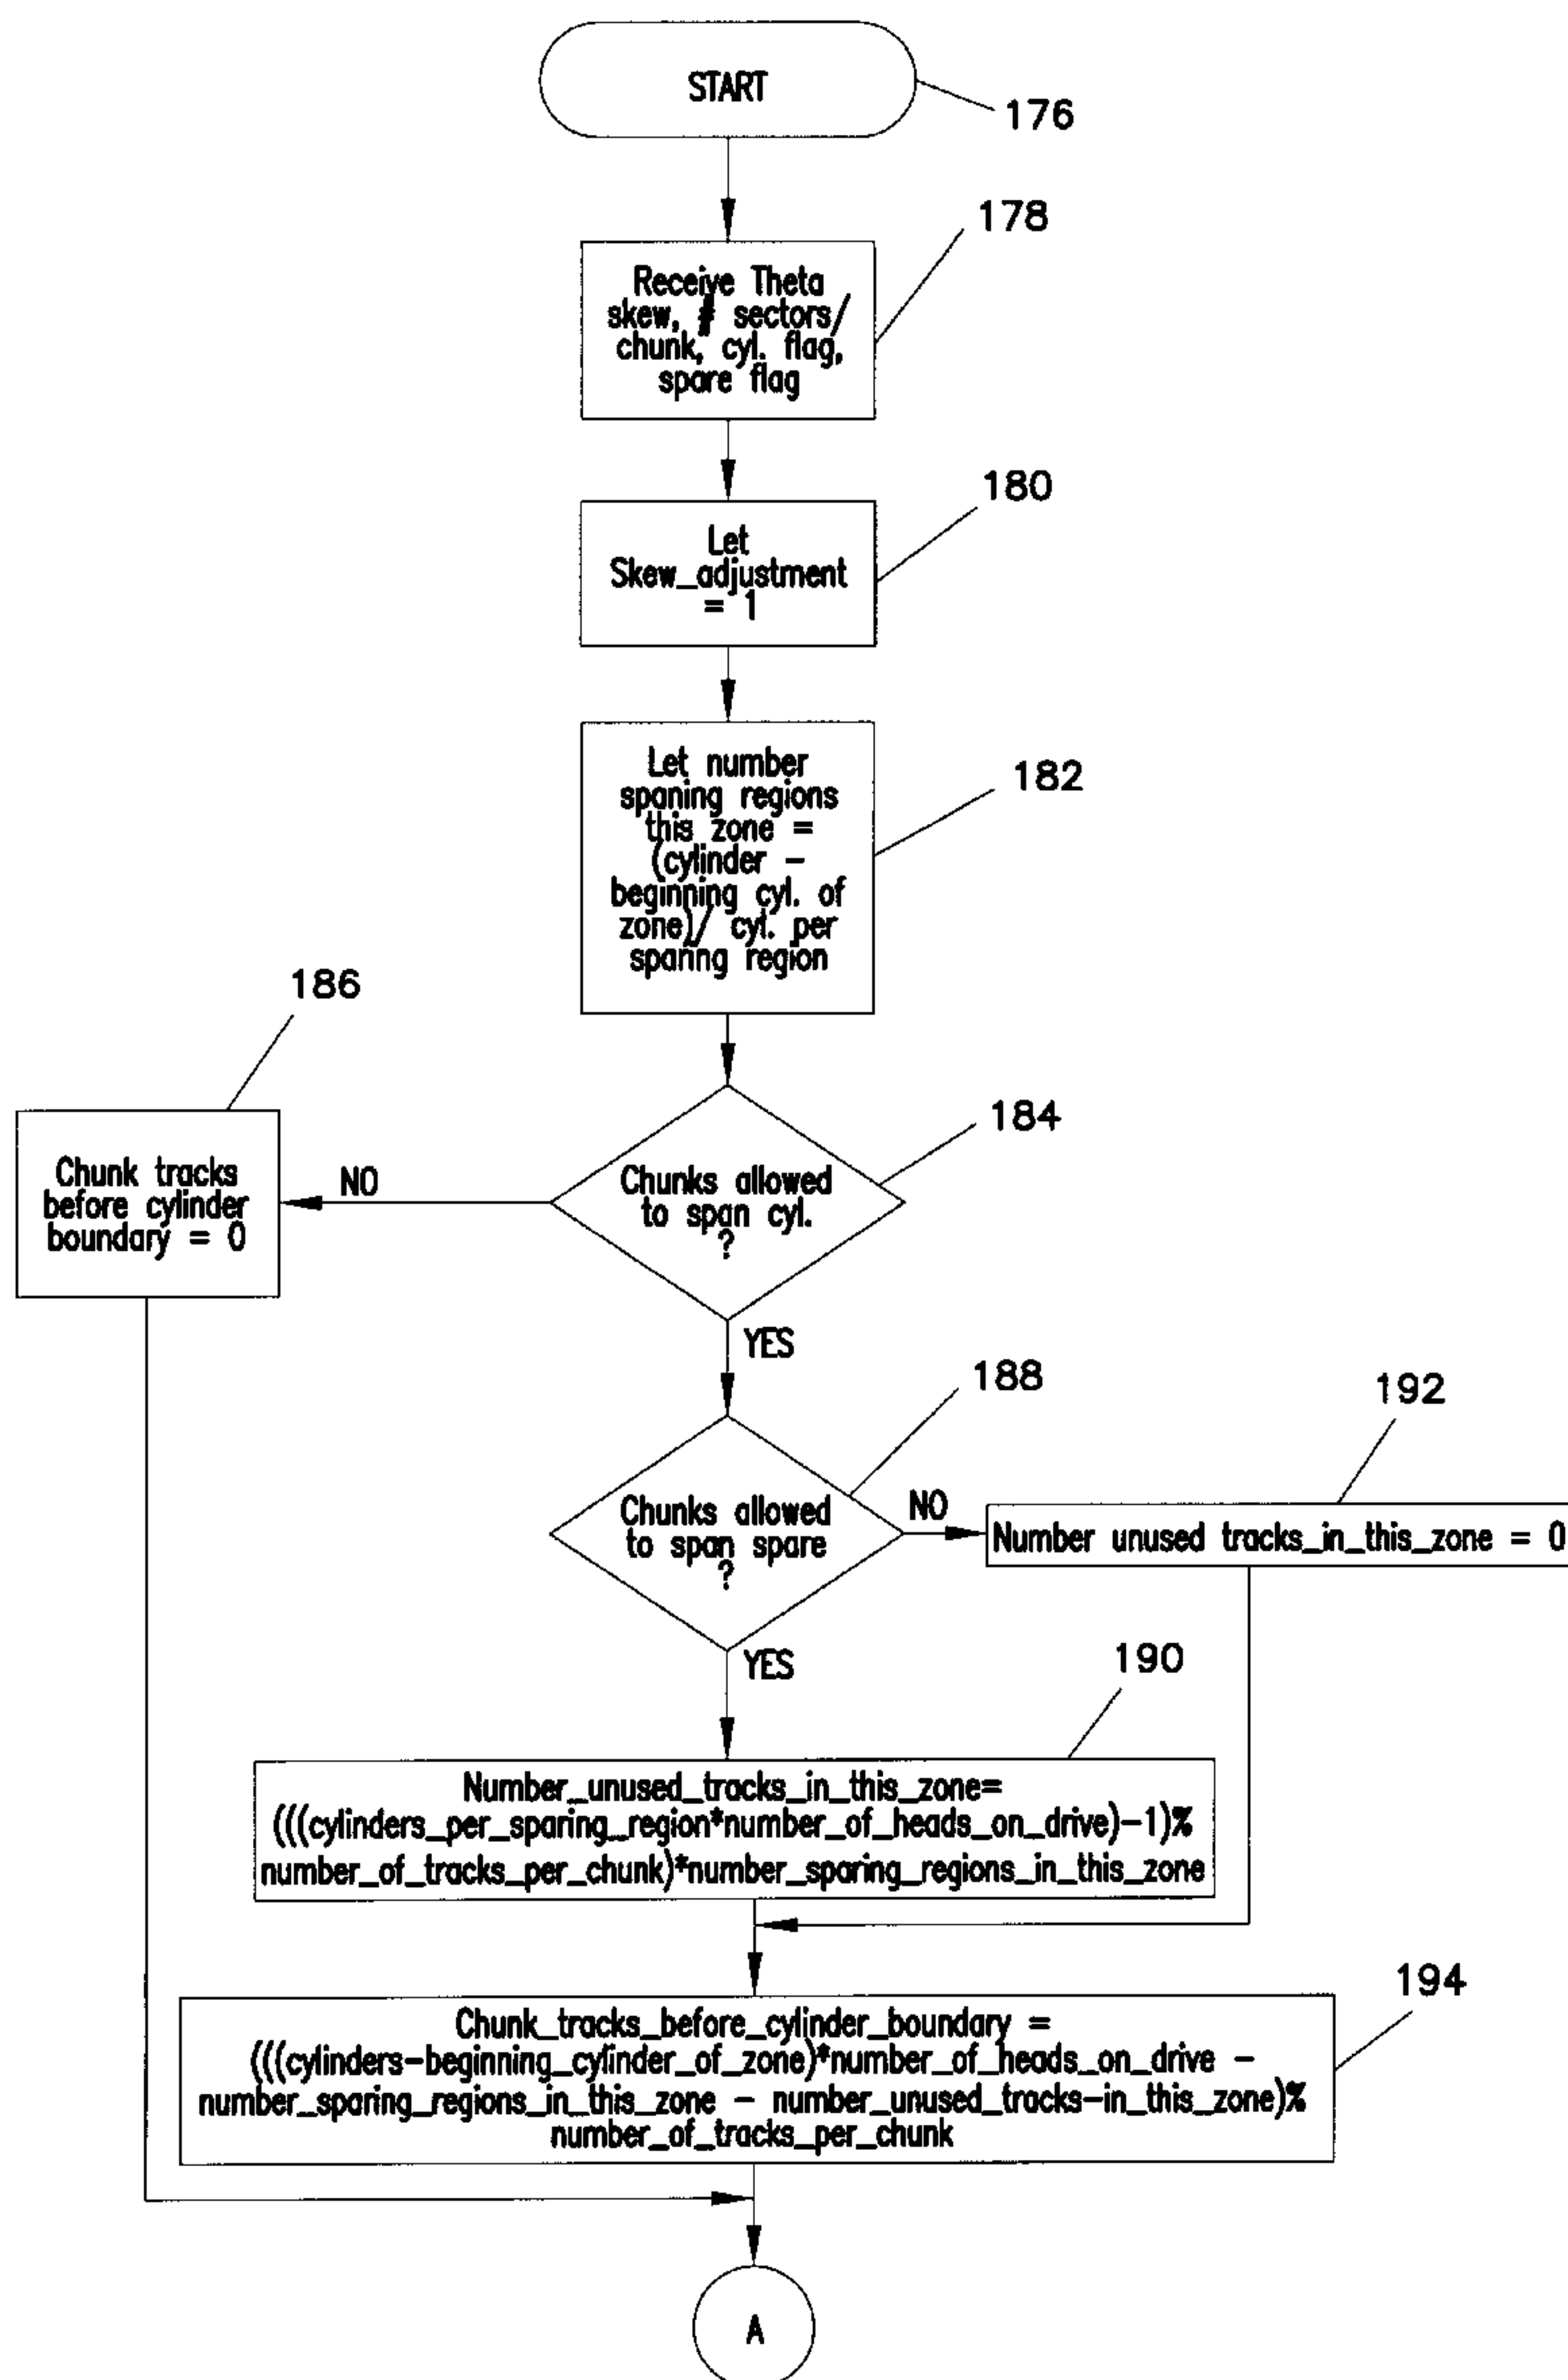 START
176
178
Receive Theta
skew, # sectors/
chunk, cyl. flag,
spare flag
180
Let
Skew_adjustment
= 1
182
Let number
spaning regions
this zone =
(cylinder –
beginning cyl. of
zone)/ cyl. per
sparing region
186
Chunk tracks
before cylinder
boundary = 0
NO
184
Chunks allowed
to span cyl.
?
YES
188
Chunks allowed
to span spare
?
NO
192
Number unused tracks_in_this_zone = 0
YES
190
Number_unused_tracks_in_this_zone=
(((cylinders_per_sparing_region*number_of_heads_on_drive)–1)%
number_of_tracks_per_chunk)*number_sparing_regions_in_this_zone
194
Chunk_tracks_before_cylinder_boundary =
(((cylinders-beginning_cylinder_of_zone)*number_of_heads_on_drive –
number_sparing_regions_in_this_zone – number_unused_tracks-in_this_zone)%
number_of_tracks_per_chunk
A